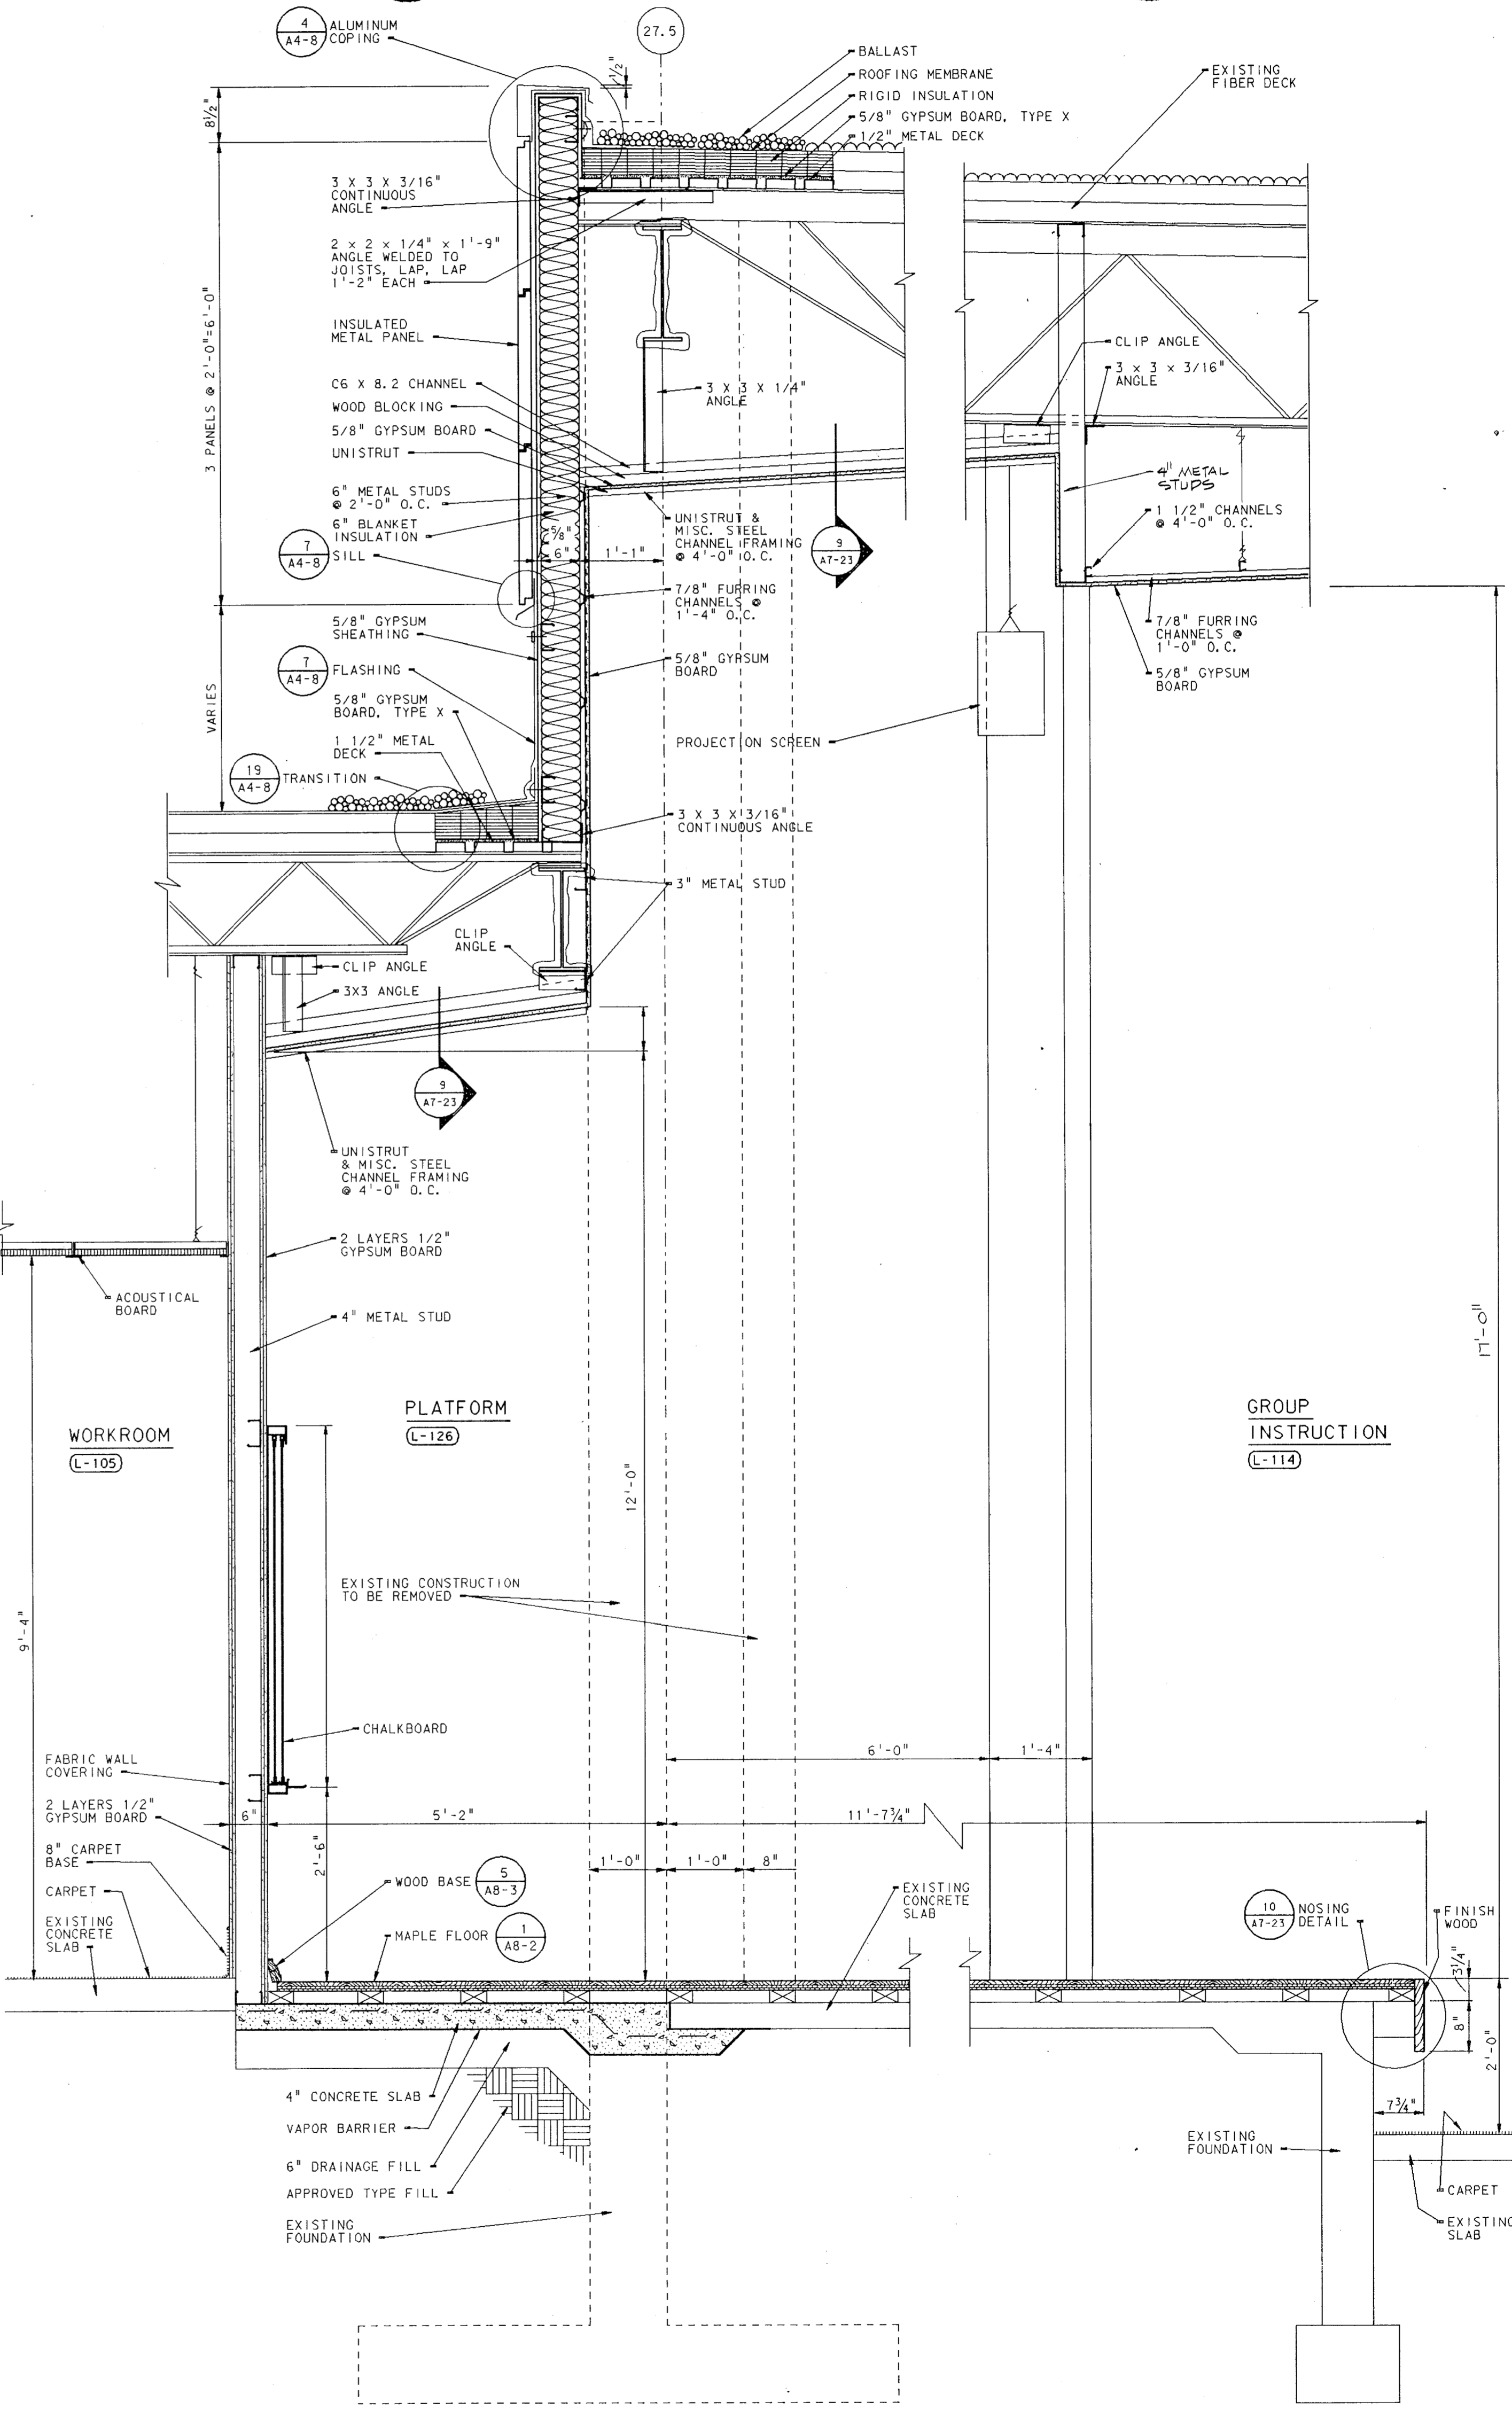 4
A4-8
ALUMINUM
COPING
27.5
1/2"
BALLAST
ROOFING MEMBRANE
RIGID INSULATION
5/8" GYPSUM BOARD, TYPE X
1/2" METAL DECK
EXISTING
FIBER DECK
8 1/2"
3 X 3 X 3/16"
CONTINUOUS
ANGLE
2 x 2 x 1/4" x 1'-9"
ANGLE WELDED TO
JOISTS, LAP, LAP
1'-2" EACH
INSULATED
METAL PANEL
3 PANELS @ 2'-0"=6'-0"
C6 X 8.2 CHANNEL
WOOD BLOCKING
5/8" GYPSUM BOARD
UNISTRUT
6" METAL STUDS
@ 2'-0" O.C.
6" BLANKET
INSULATION
7
A4-8
SILL
5/8"
6"
1'-1"
3 X 3 X 1/4"
ANGLE
CLIP ANGLE
3 x 3 x 3/16"
ANGLE
4" METAL
STUDS
1 1/2" CHANNELS
@ 4'-0" O.C.
UNISTRUT &
MISC. STEEL
CHANNEL FRAMING
@ 4'-0" O.C.
9
A7-23
7/8" FURRING
CHANNELS @
1'-4" O.C.
7/8" FURRING
CHANNELS @
1'-0" O.C.
5/8" GYPSUM
BOARD
5/8" GYPSUM
SHEATHING
7
A4-8
FLASHING
5/8" GYPSUM
BOARD
5/8" GYPSUM
BOARD, TYPE X
VARIES
1 1/2" METAL
DECK
PROJECTION SCREEN
19
A4-8
TRANSITION
3 X 3 X 3/16"
CONTINUOUS ANGLE
3" METAL STUD
CLIP
ANGLE
CLIP ANGLE
3X3 ANGLE
9
A7-23
UNISTRUT
& MISC. STEEL
CHANNEL FRAMING
@ 4'-0" O.C.
2 LAYERS 1/2"
GYPSUM BOARD
ACOUSTICAL
BOARD
4" METAL STUD
17'-0"
WORKROOM
L-105
PLATFORM
L-126
GROUP
INSTRUCTION
L-114
12'-0"
9'-4"
EXISTING CONSTRUCTION
TO BE REMOVED
CHALKBOARD
FABRIC WALL
COVERING
6'-0"
1'-4"
2 LAYERS 1/2"
GYPSUM BOARD
6"
5'-2"
11'-7 3/4"
8" CARPET
BASE
2'-6"
1'-0"
1'-0"
8"
CARPET
WOOD BASE
5
A8-3
EXISTING
CONCRETE
SLAB
EXISTING
CONCRETE
SLAB
MAPLE FLOOR
1
A8-2
10
A7-23
NOSING
DETAIL
FINISH
WOOD
3 1/4"
8"
2'-0"
7 3/4"
4" CONCRETE SLAB
VAPOR BARRIER
6" DRAINAGE FILL
APPROVED TYPE FILL
EXISTING
FOUNDATION
EXISTING
FOUNDATION
CARPET
EXISTING
SLAB